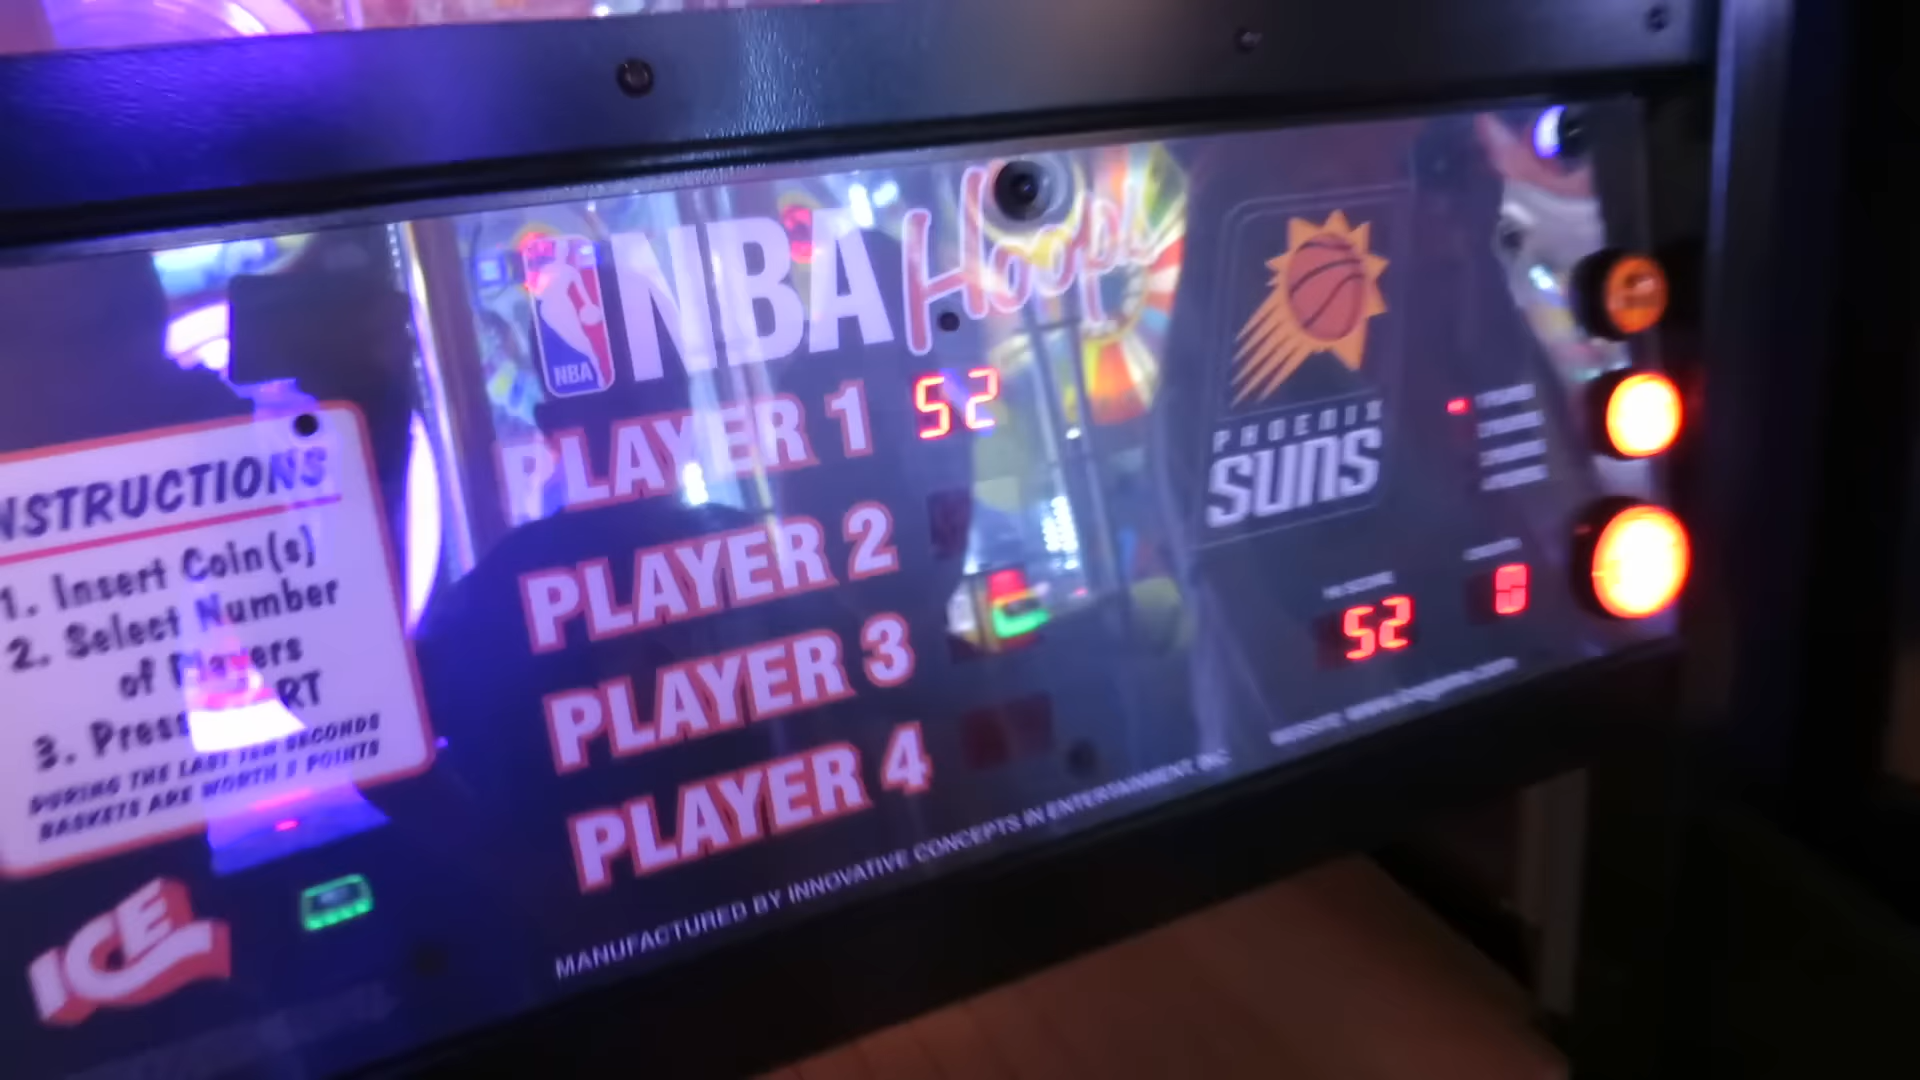 NBA Hoops
NBA
PLAYER 1 52
PLAYER 2
PLAYER 3
PLAYER 4
PHOENIX
SUNS
52
0
INSTRUCTIONS
1. Insert Coin(s)
2. Select Number
of Players
3. Press START
DURING THE LAST TEN SECONDS
BASKETS ARE WORTH 3 POINTS
ICE
MANUFACTURED BY INNOVATIVE CONCEPTS IN ENTERTAINMENT INC